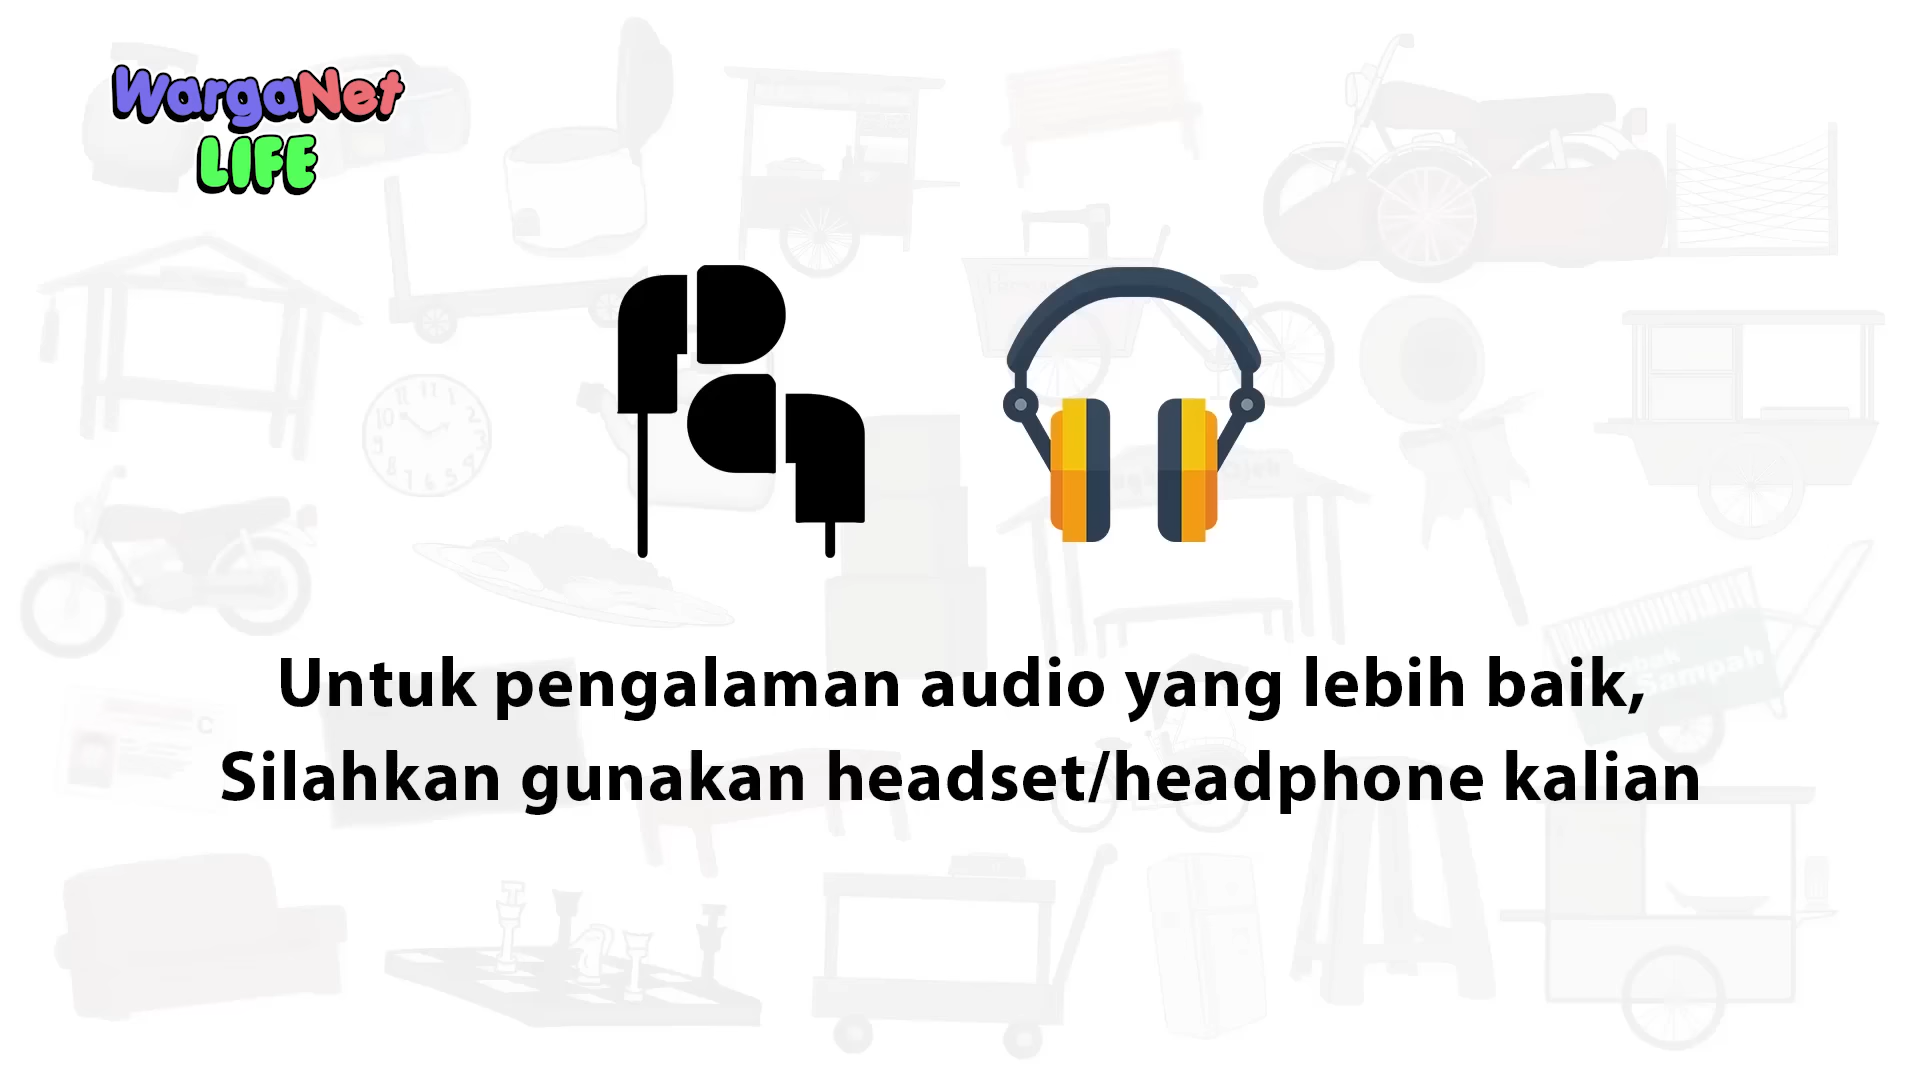 WargaNet
LIFE
Untuk pengalaman audio yang lebih baik,
Silahkan gunakan headset/headphone kalian